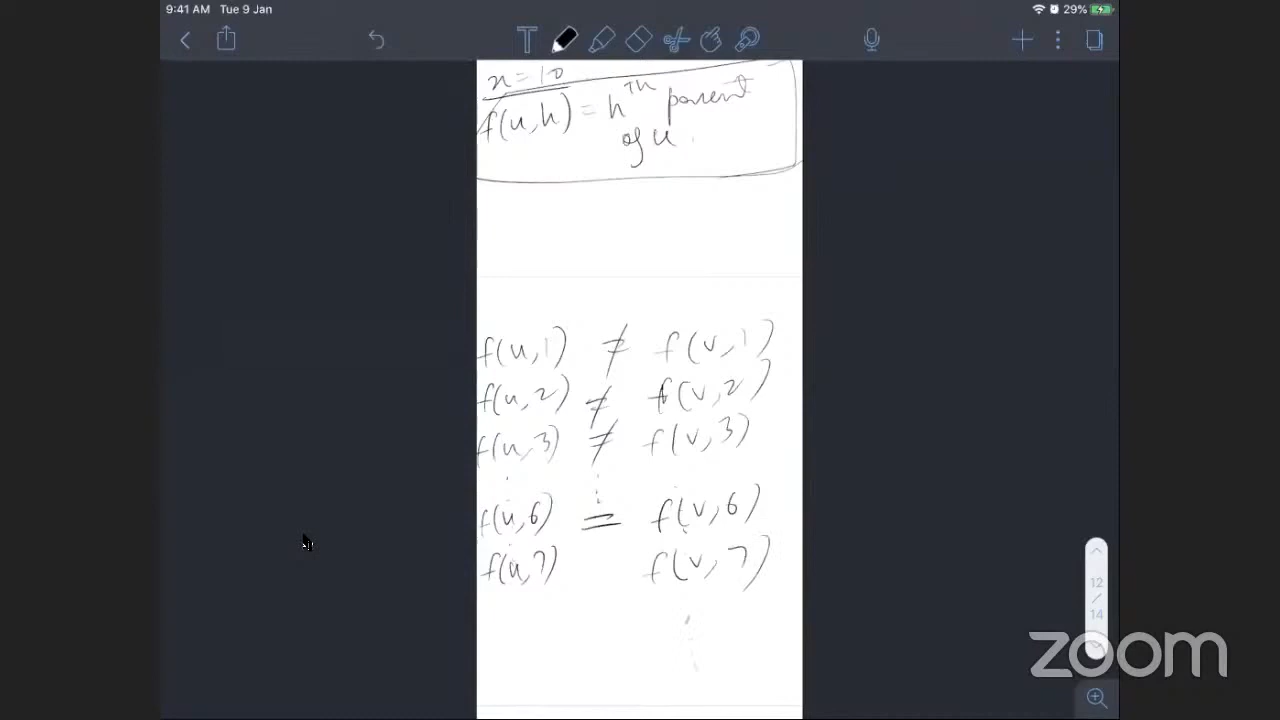 9:41 AM Tue 9 Jan
29%
x = 10
f(u,h) = h^th parent
of u.
f(u,1) ≠ f(v,1)
f(u,2) ≠ f(v,2)
f(u,3) ≠ f(v,3)
f(u,6) = f(v,6)
f(u,7) f(v,7)
12
/
14
zoom